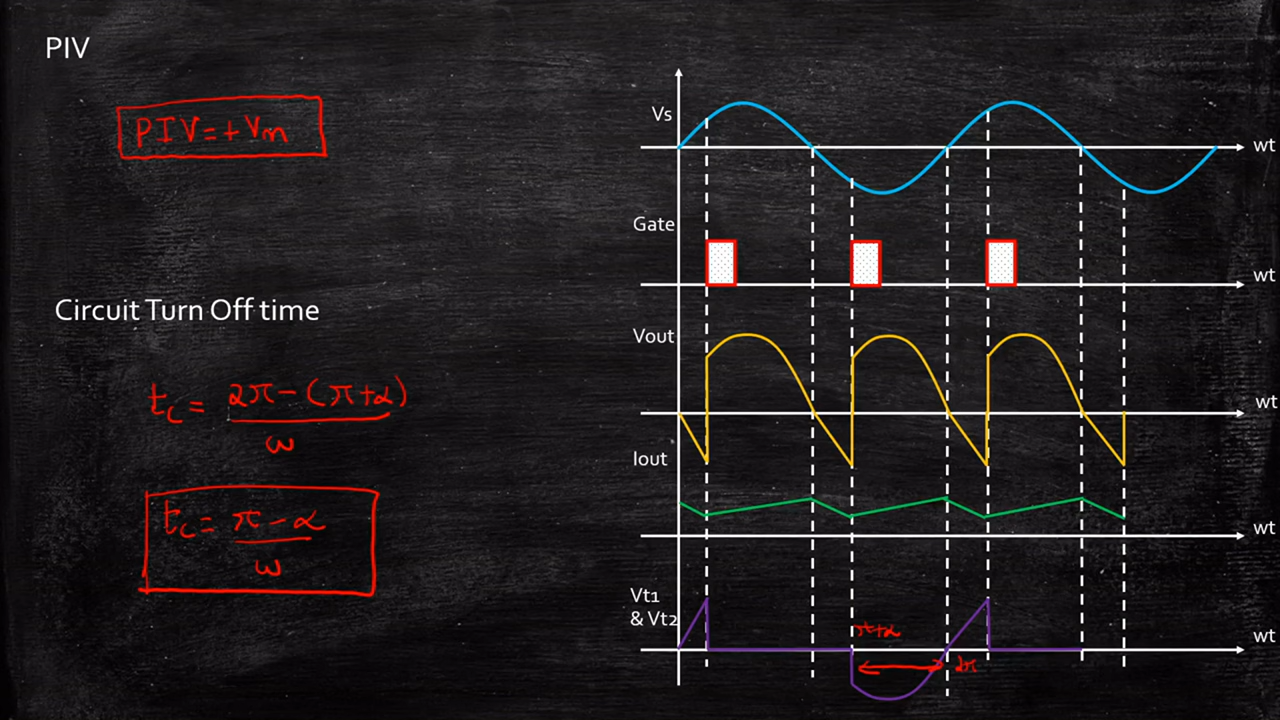 PIV
PIV=+Vm
Circuit Turn Off time
tc = 2π-(π+α)
ω
tc = π-α
ω
Vs
wt
Gate
wt
Vout
wt
Iout
wt
Vt1
& Vt2
wt
π+α
2π